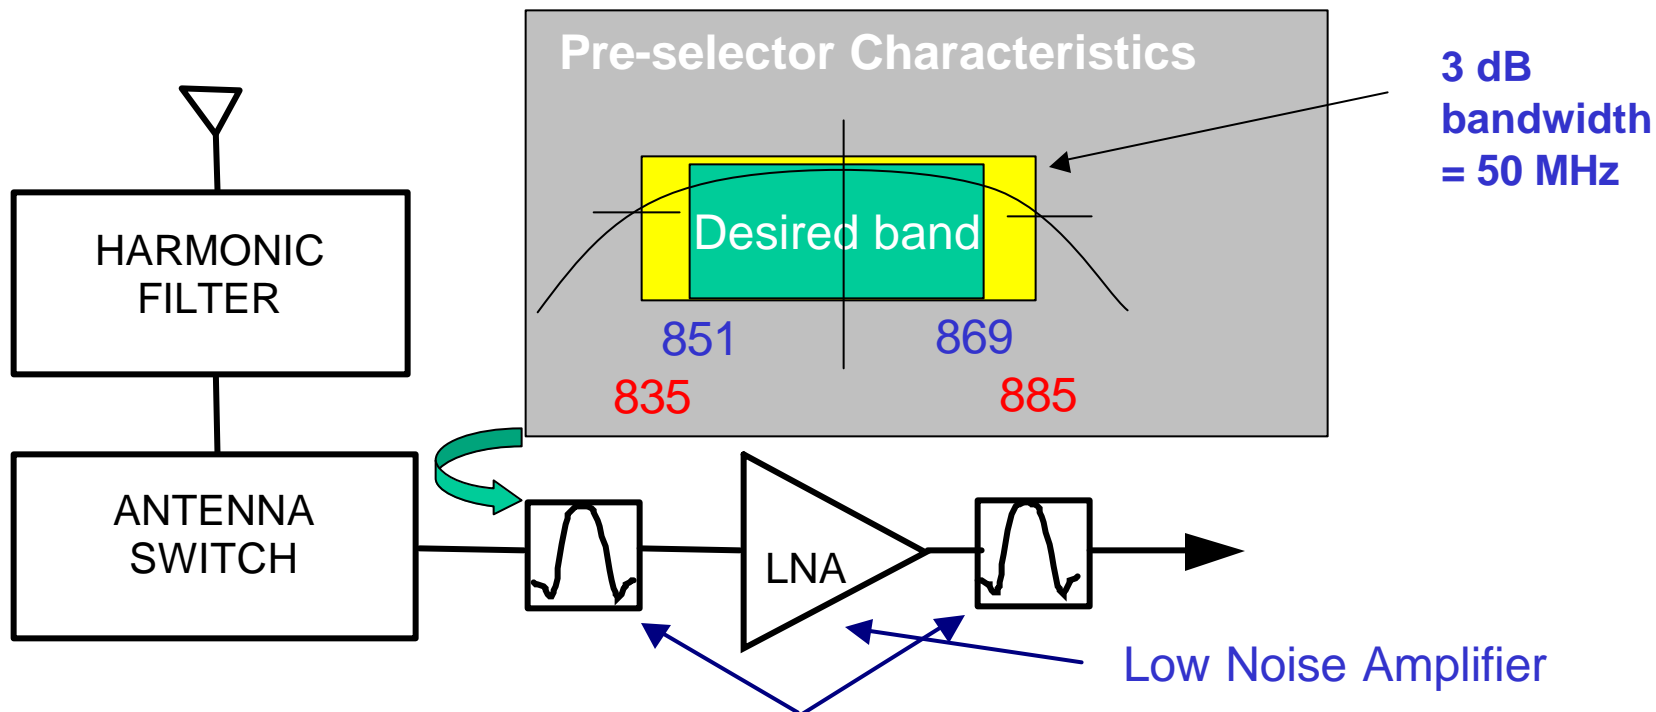 Pre-selector Characteristics
3 dB
bandwidth
= 50 MHz
HARMONIC
FILTER
Desired band
851
869
835
885
ANTENNA
SWITCH
LNA
Low Noise Amplifier